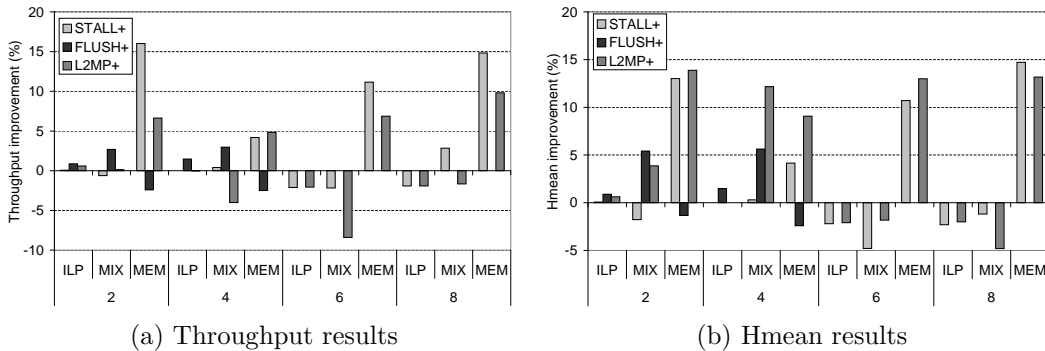 20
15
10
5
0
-5
-10
Throughput improvement (%)
STALL+
FLUSH+
L2MP+
ILP MIX MEM ILP MIX MEM ILP MIX MEM ILP MIX MEM
2 4 6 8
(a) Throughput results
20
15
10
5
0
-5
Hmean improvement (%)
STALL+
FLUSH+
L2MP+
ILP MIX MEM ILP MIX MEM ILP MIX MEM ILP MIX MEM
2 4 6 8
(b) Hmean results